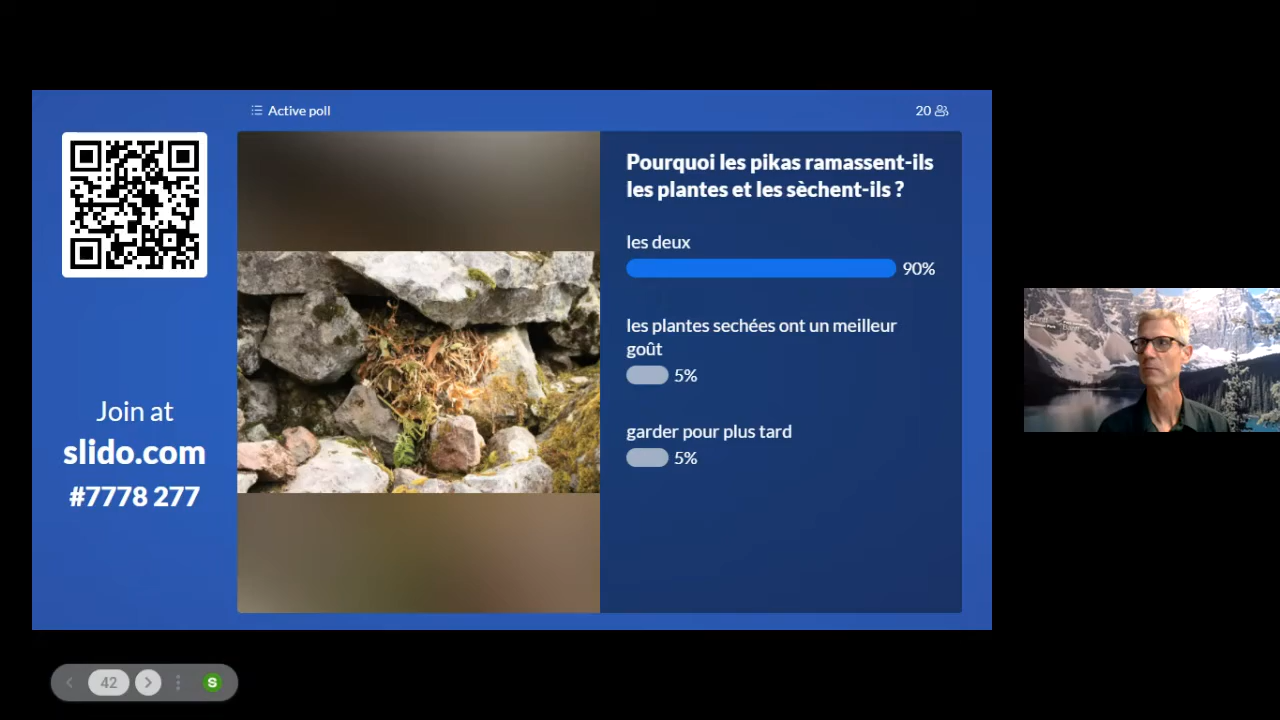 Active poll
20
Pourquoi les pikas ramassent-ils
les plantes et les sèchent-ils ?
les deux
90%
les plantes sechées ont un meilleur
goût
5%
garder pour plus tard
5%
Join at
slido.com
#7778 277
42
S